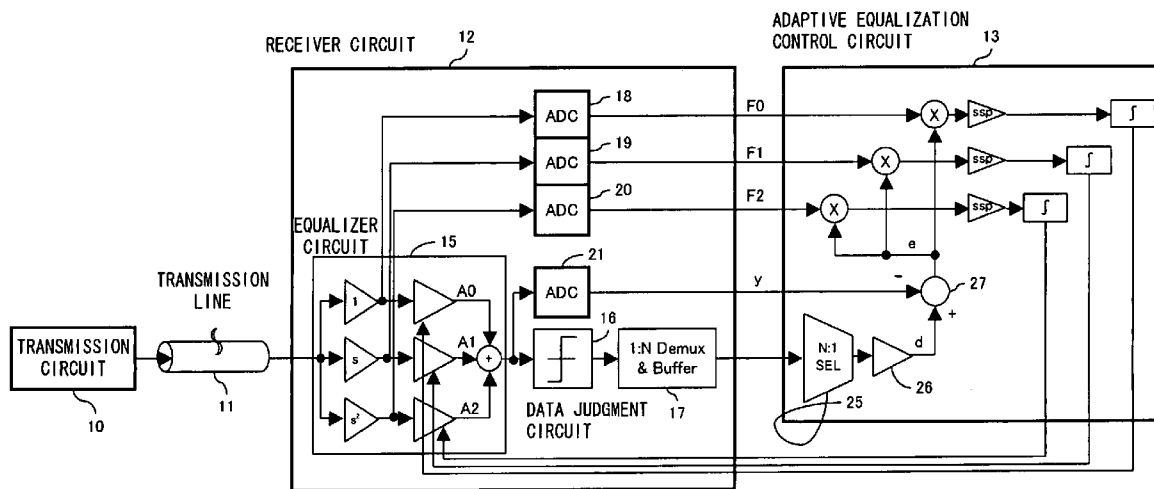 ADAPTIVE EQUALIZATION
CONTROL CIRCUIT
13
RECEIVER CIRCUIT
12
ADC
18
F0
X
ssp
∫
ADC
19
F1
X
ssp
∫
ADC
20
F2
X
ssp
∫
EQUALIZER
CIRCUIT
15
e
21
ADC
y
-
27
+
TRANSMISSION
LINE
1
A0
16
TRANSMISSION
CIRCUIT
s
A1
+
1:N Demux
& Buffer
N:1
SEL
d
10
11
s²
A2
DATA JUDGMENT
CIRCUIT
17
25
26